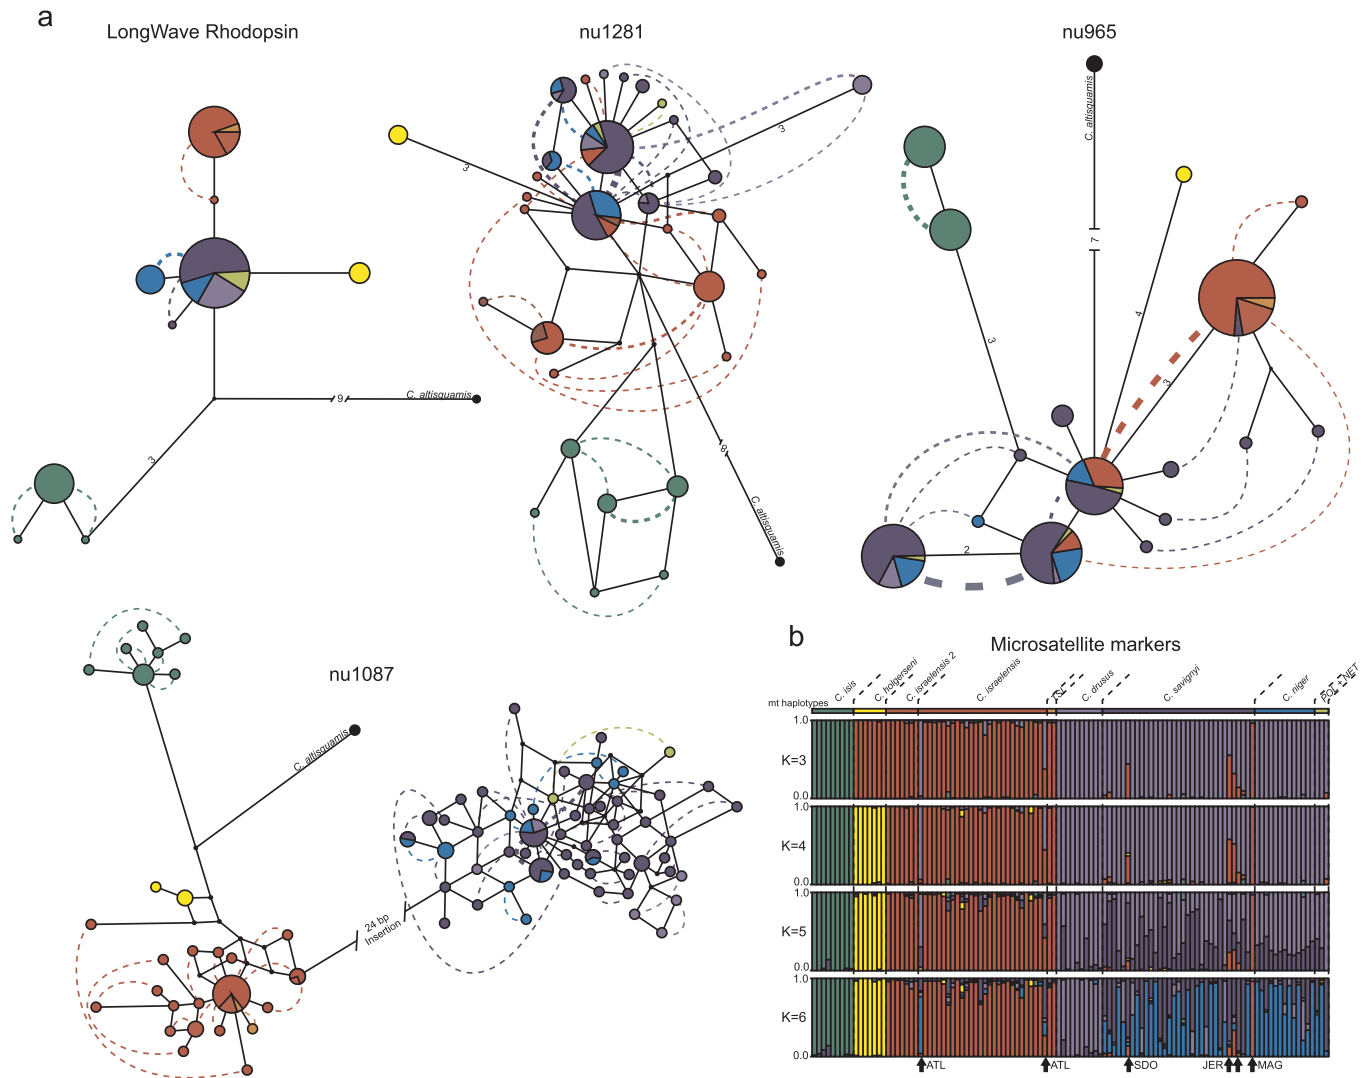 a
LongWave Rhodopsin
nu1281
nu965
C. altisquamis
7
3
3
3
4
3
3
2
9
C. altisquamis
3
8
C. altisquamis
nu1087
C. altisquamis
24 bp
Insertion
b
Microsatellite markers
C. isis
C. holgerseni
C. israelensis 2
C. israelensis
C. drusus
C. savignyi
C. niger
mt haplotypes
1.0
K=3
0.0
1.0
K=4
0.0
1.0
K=5
0.0
1.0
K=6
0.0
ATL
ATL
SDO
JER
MAG